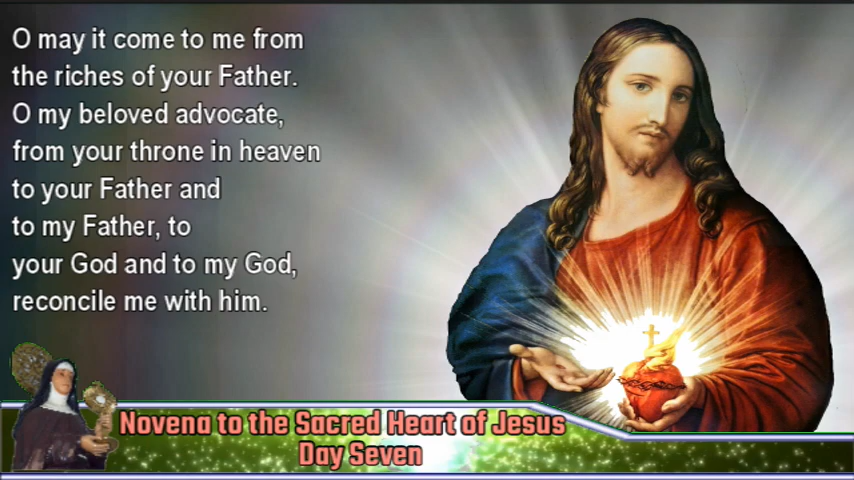 O may it come to me from
the riches of your Father.
O my beloved advocate,
from your throne in heaven
to your Father and
to my Father, to
your God and to my God,
reconcile me with him.
Novena to the Sacred Heart of Jesus
Day Seven